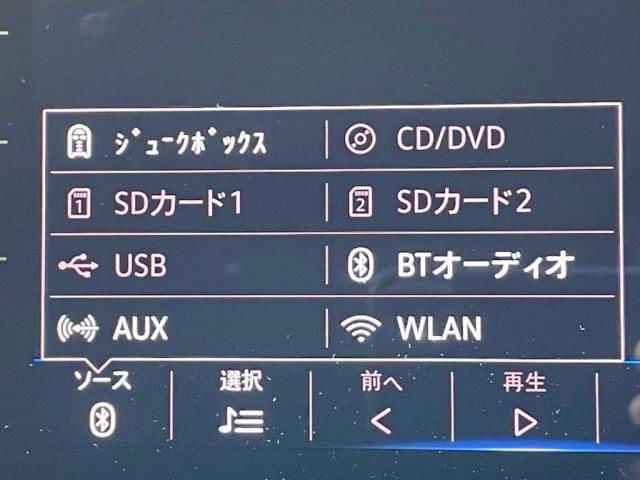 ｼﾞｭｰｸﾎﾞｯｸｽ CD/DVD
1 SDカード1 2 SDカード2
USB BTオーディオ
AUX WLAN
ソース 選択 前へ 再生